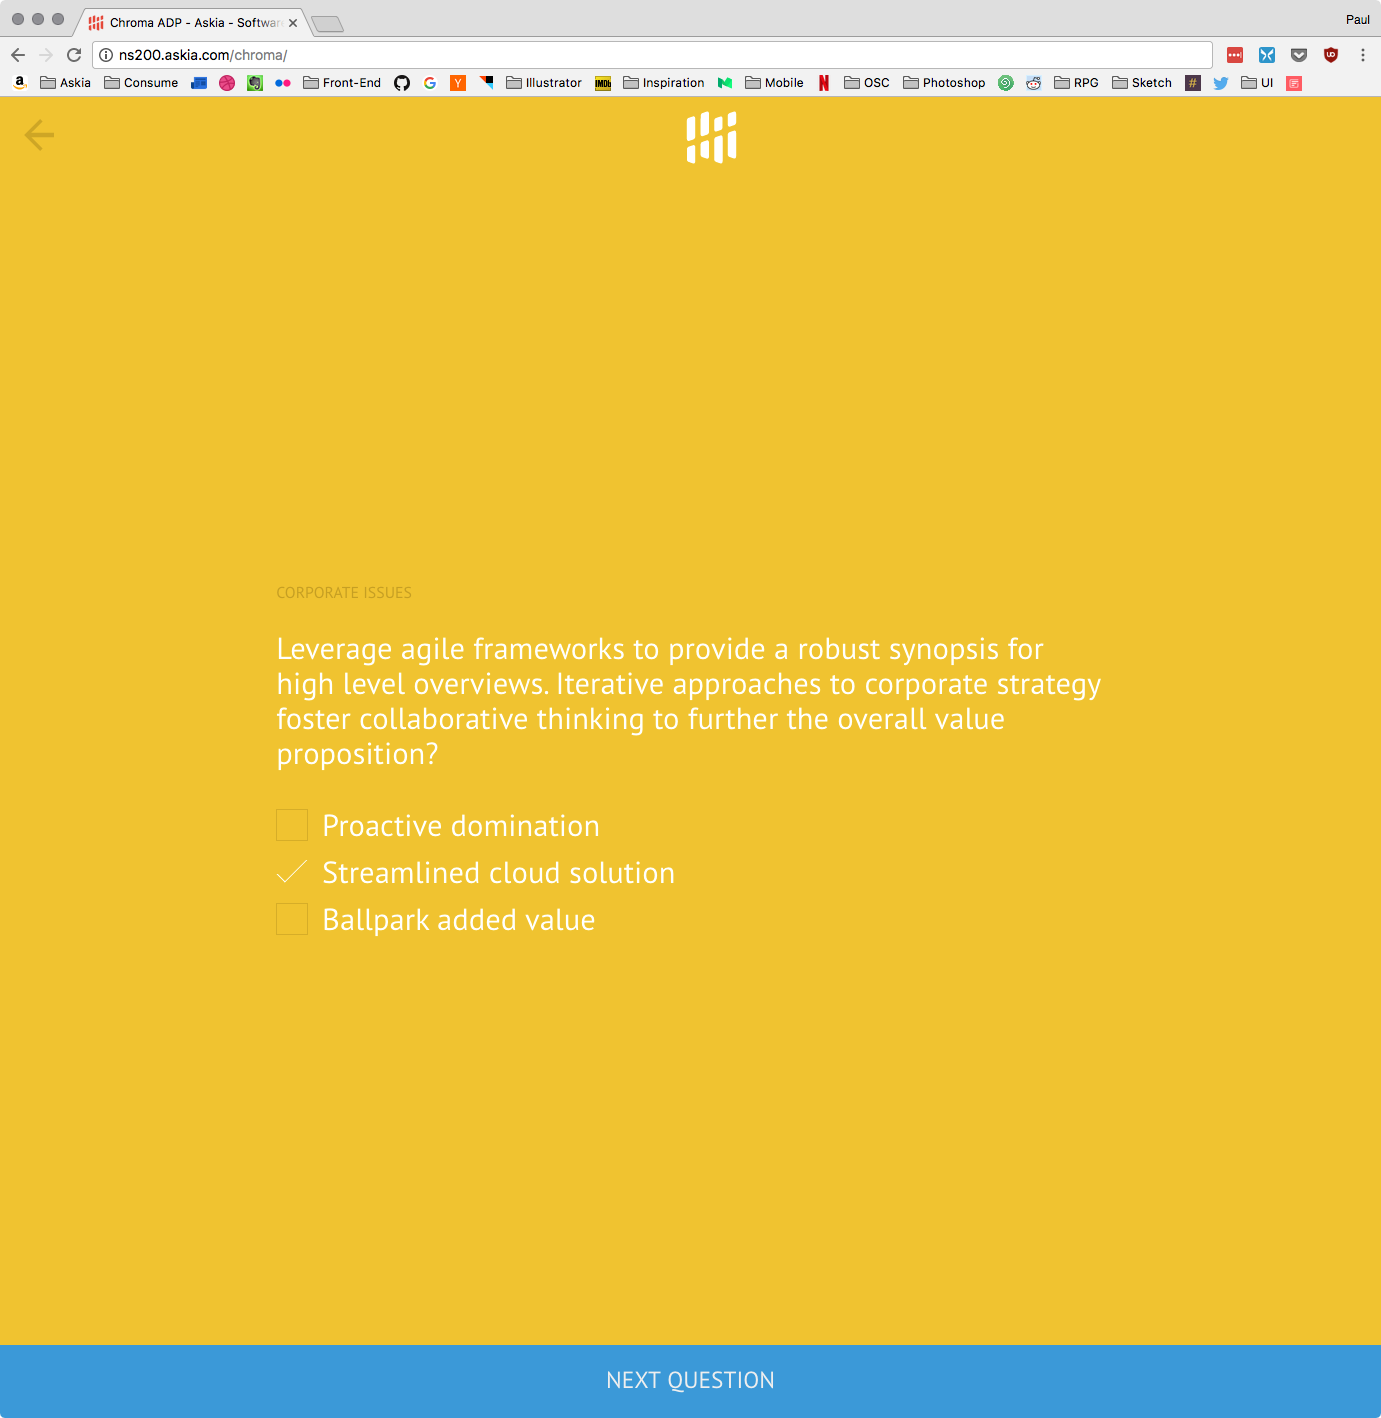 Chroma ADP - Askia - Softwar
Paul
ns200.askia.com/chroma/
Askia Consume Front-End Illustrator IMDb Inspiration Mobile OSC Photoshop RPG Sketch # UI
CORPORATE ISSUES
Leverage agile frameworks to provide a robust synopsis for
high level overviews. Iterative approaches to corporate strategy
foster collaborative thinking to further the overall value
proposition?
Proactive domination
Streamlined cloud solution
Ballpark added value
NEXT QUESTION